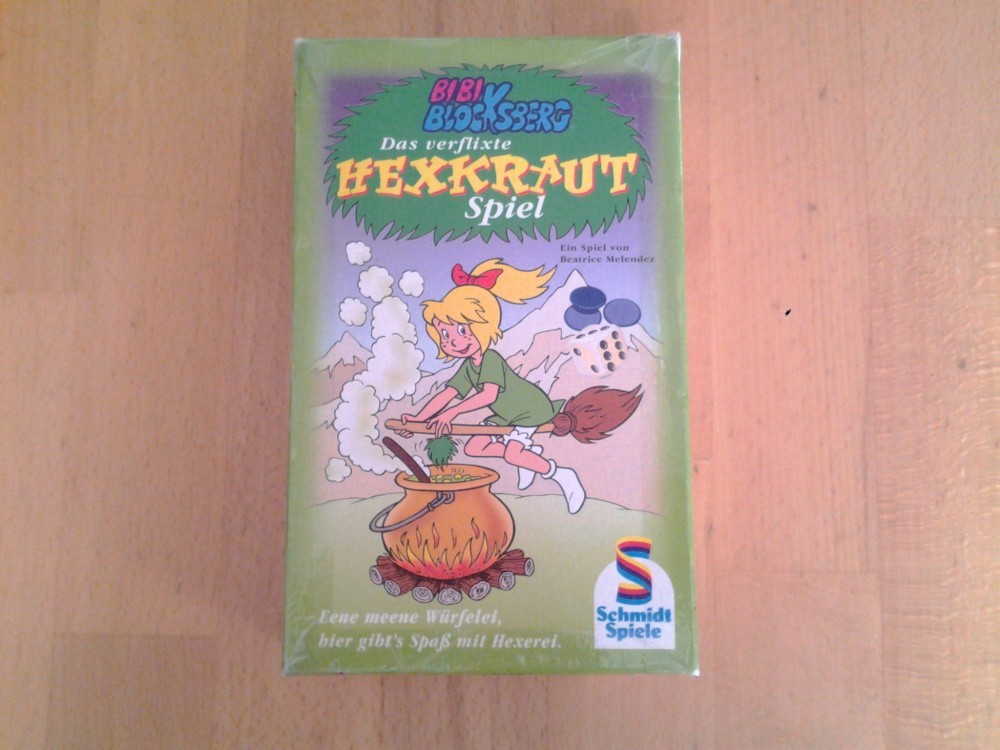 BIBI
BLOCKSBERG
Das verflixte
HEXKRAUT
Spiel
Ein Spiel von
Beatrice Melendez
Eene meene Würfelei,
hier gibt's Spaß mit Hexerei.
Schmidt
Spiele